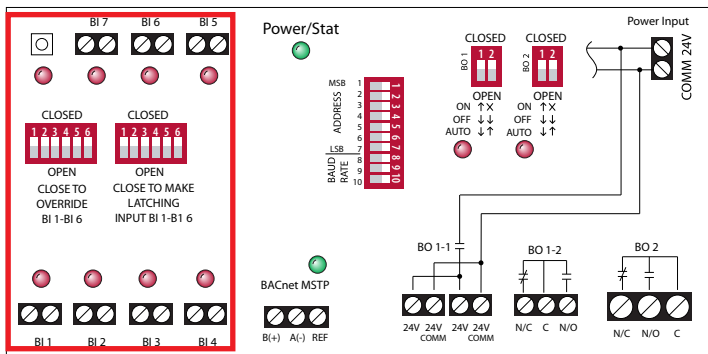 BI 7 BI 6 BI 5
CLOSED CLOSED
1 2 3 4 5 6 1 2 3 4 5 6
OPEN OPEN
CLOSE TO
OVERRIDE
BI 1-BI 6
CLOSE TO MAKE
LATCHING
INPUT BI 1-B1 6
BI 1 BI 2 BI 3 BI 4
Power/Stat
MSB 1
2
3
4
5
6
LSB 7
8
9
10
ADDRESS
BAUD
RATE
1
2
3
4
5
6
7
8
9
10
BACnet MSTP
B(+) A(-) REF
CLOSED
BO 1
1 2
OPEN
ON ↑X
OFF ↓↑
AUTO ↓↓
CLOSED
BO 2
1 2
OPEN
ON ↑X
OFF ↓↑
AUTO ↓↓
Power Input
COMM 24V
BO 1-1
24V 24V 24V 24V
COMM COMM
BO 1-2
N/C C N/O
BO 2
N/C N/O C